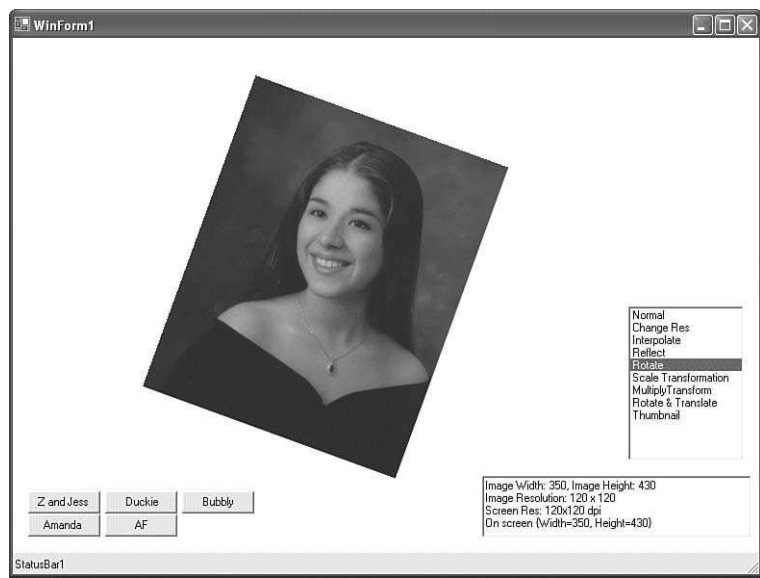 WinForm1
Normal
Change Res
Interpolate
Reflect
Rotate
Scale Transformation
MultiplyTransform
Rotate & Translate
Thumbnail
Z and Jess
Duckie
Bubbly
Amanda
AF
Image Width: 350, Image Height: 430
Image Resolution: 120 x 120
Screen Res: 120x120 dpi
On screen {Width=350, Height=430}
StatusBar1